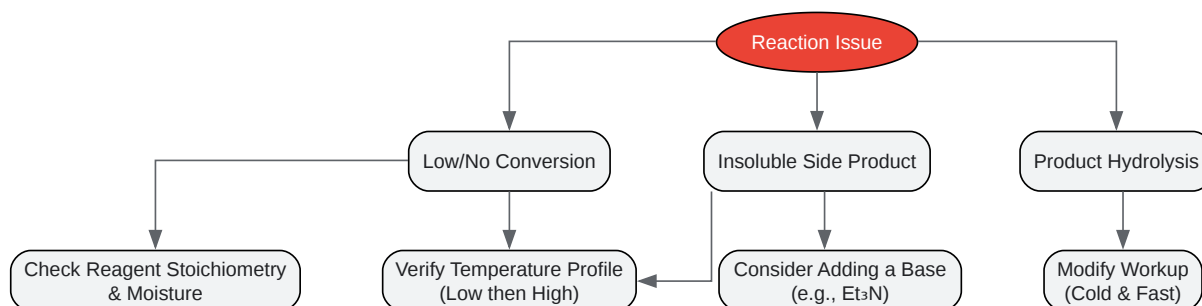 Reaction Issue
Low/No Conversion
Insoluble Side Product
Product Hydrolysis
Check Reagent Stoichiometry
& Moisture
Verify Temperature Profile
(Low then High)
Consider Adding a Base
(e.g., Et₃N)
Modify Workup
(Cold & Fast)